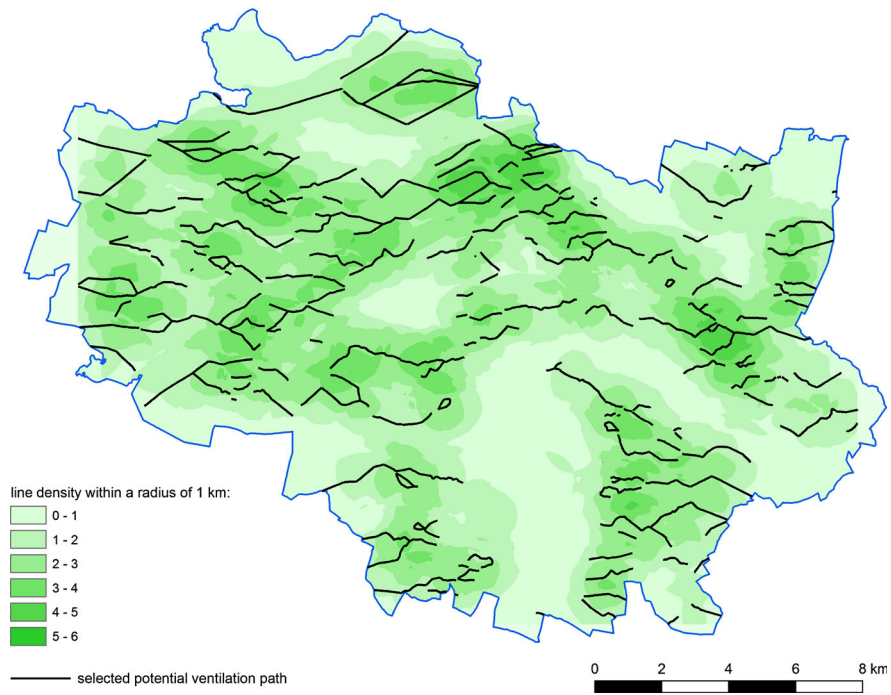 line density within a radius of 1 km:
0 - 1
1 - 2
2 - 3
3 - 4
4 - 5
5 - 6
selected potential ventilation path
0 2 4 6 8 km